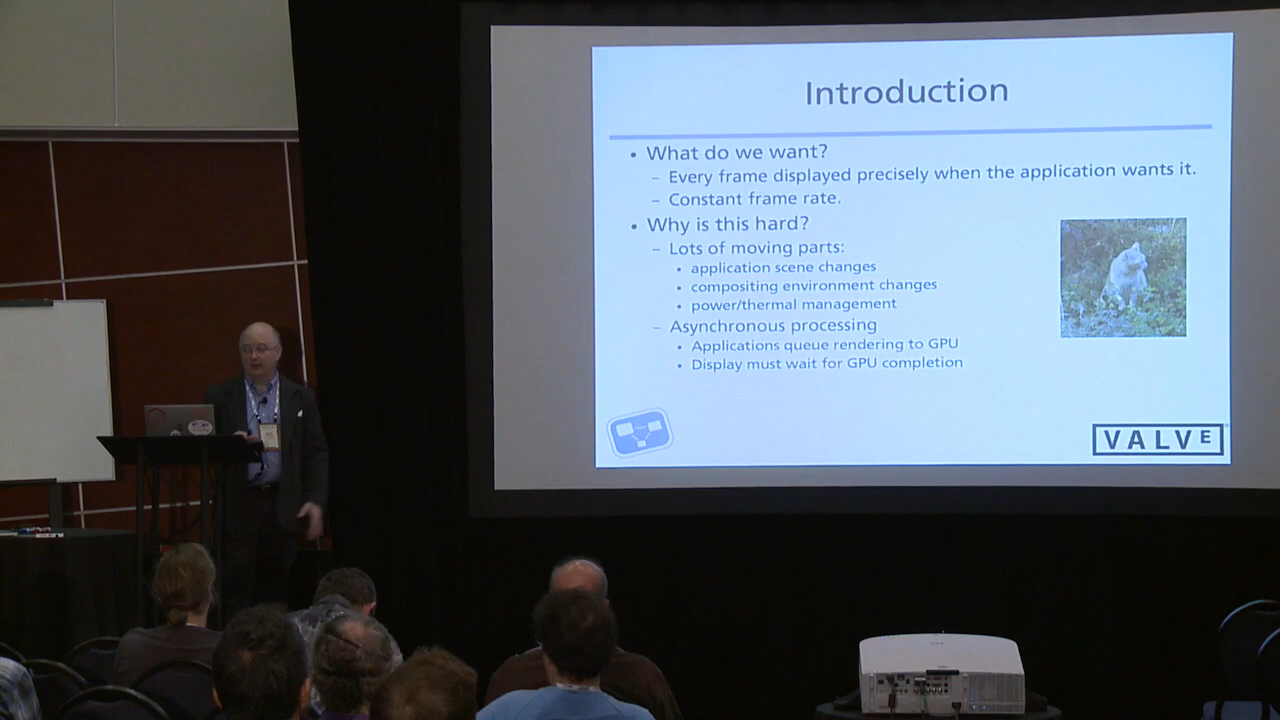 Introduction
• What do we want?
– Every frame displayed precisely when the application wants it.
– Constant frame rate.
• Why is this hard?
– Lots of moving parts:
• application scene changes
• compositing environment changes
• power/thermal management
– Asynchronous processing
• Applications queue rendering to GPU
• Display must wait for GPU completion
VALVE